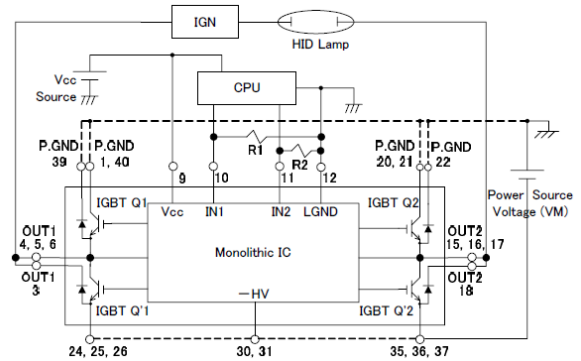 IGN
HID Lamp
Vcc
Source
CPU
P.GND
39
P.GND
1, 40
R1
R2
P.GND
20, 21
P.GND
22
9
10
11
12
Power Source
Voltage (VM)
IGBT Q1
Vcc
IN1
IN2
LGND
IGBT Q2
OUT1
4, 5, 6
Monolithic IC
OUT2
15, 16, 17
OUT1
3
OUT2
18
−HV
IGBT Q'1
IGBT Q'2
24, 25, 26
30, 31
35, 36, 37